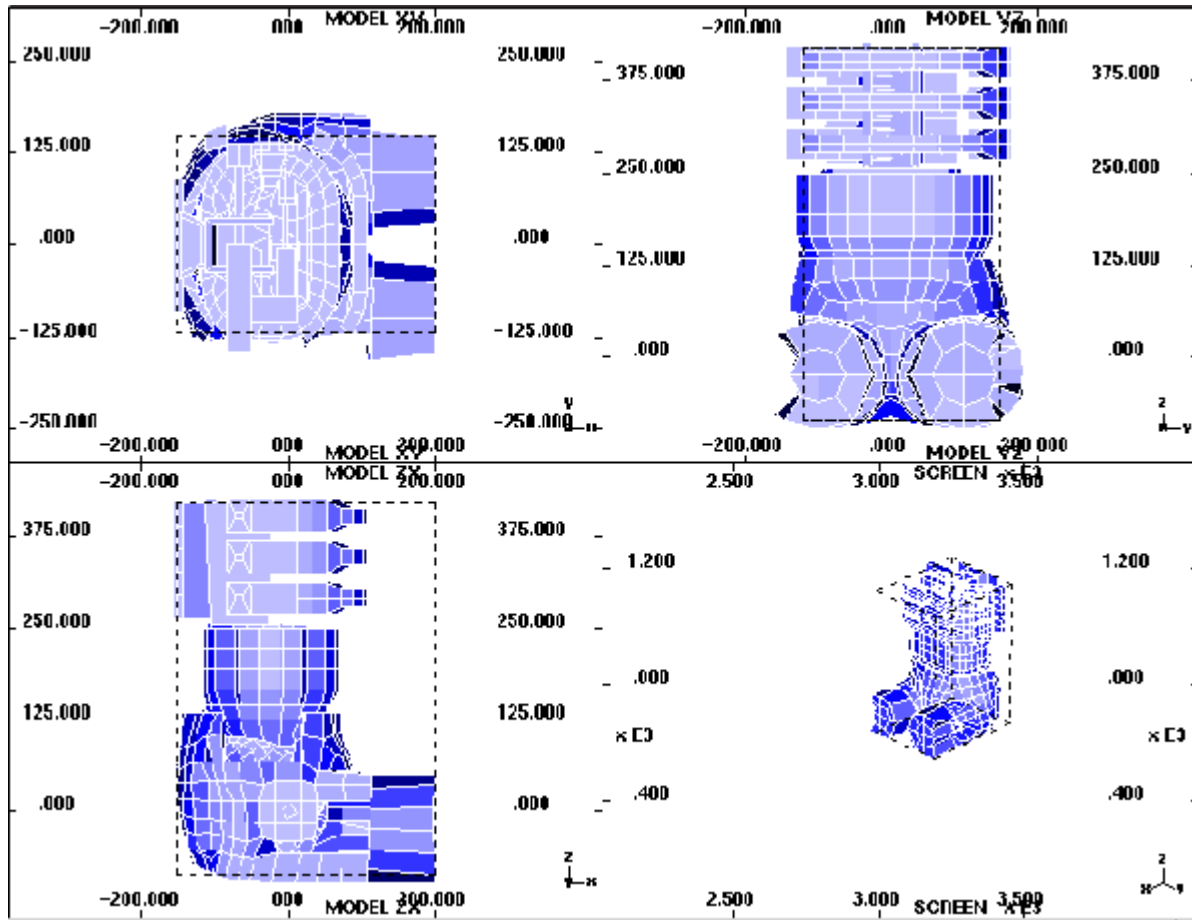 MODEL XY
-200.000 .000 200.000
250.000 250.000
125.000 125.000
.000 .000
-125.000 -125.000
-250.000 -250.000
-200.000 000 200.000
MODEL XY
MODEL YZ
-200.000 .000 200.000
375.000 375.000
250.000 250.000
125.000 125.000
.000 .000
Z
Y
-200.000 .000 200.000
MODEL YZ
MODEL ZX
-200.000 000 200.000
375.000 375.000
250.000 250.000
125.000 125.000
.000 .000
Z
X
-200.000 .000 200.000
MODEL ZX
SCREEN x E3
2.500 3.000 3.500
1.200 1.200
.000 .000
x E3 x E3
.400 .400
Z
X Y
2.500 3.000 3.500
SCREEN x E3